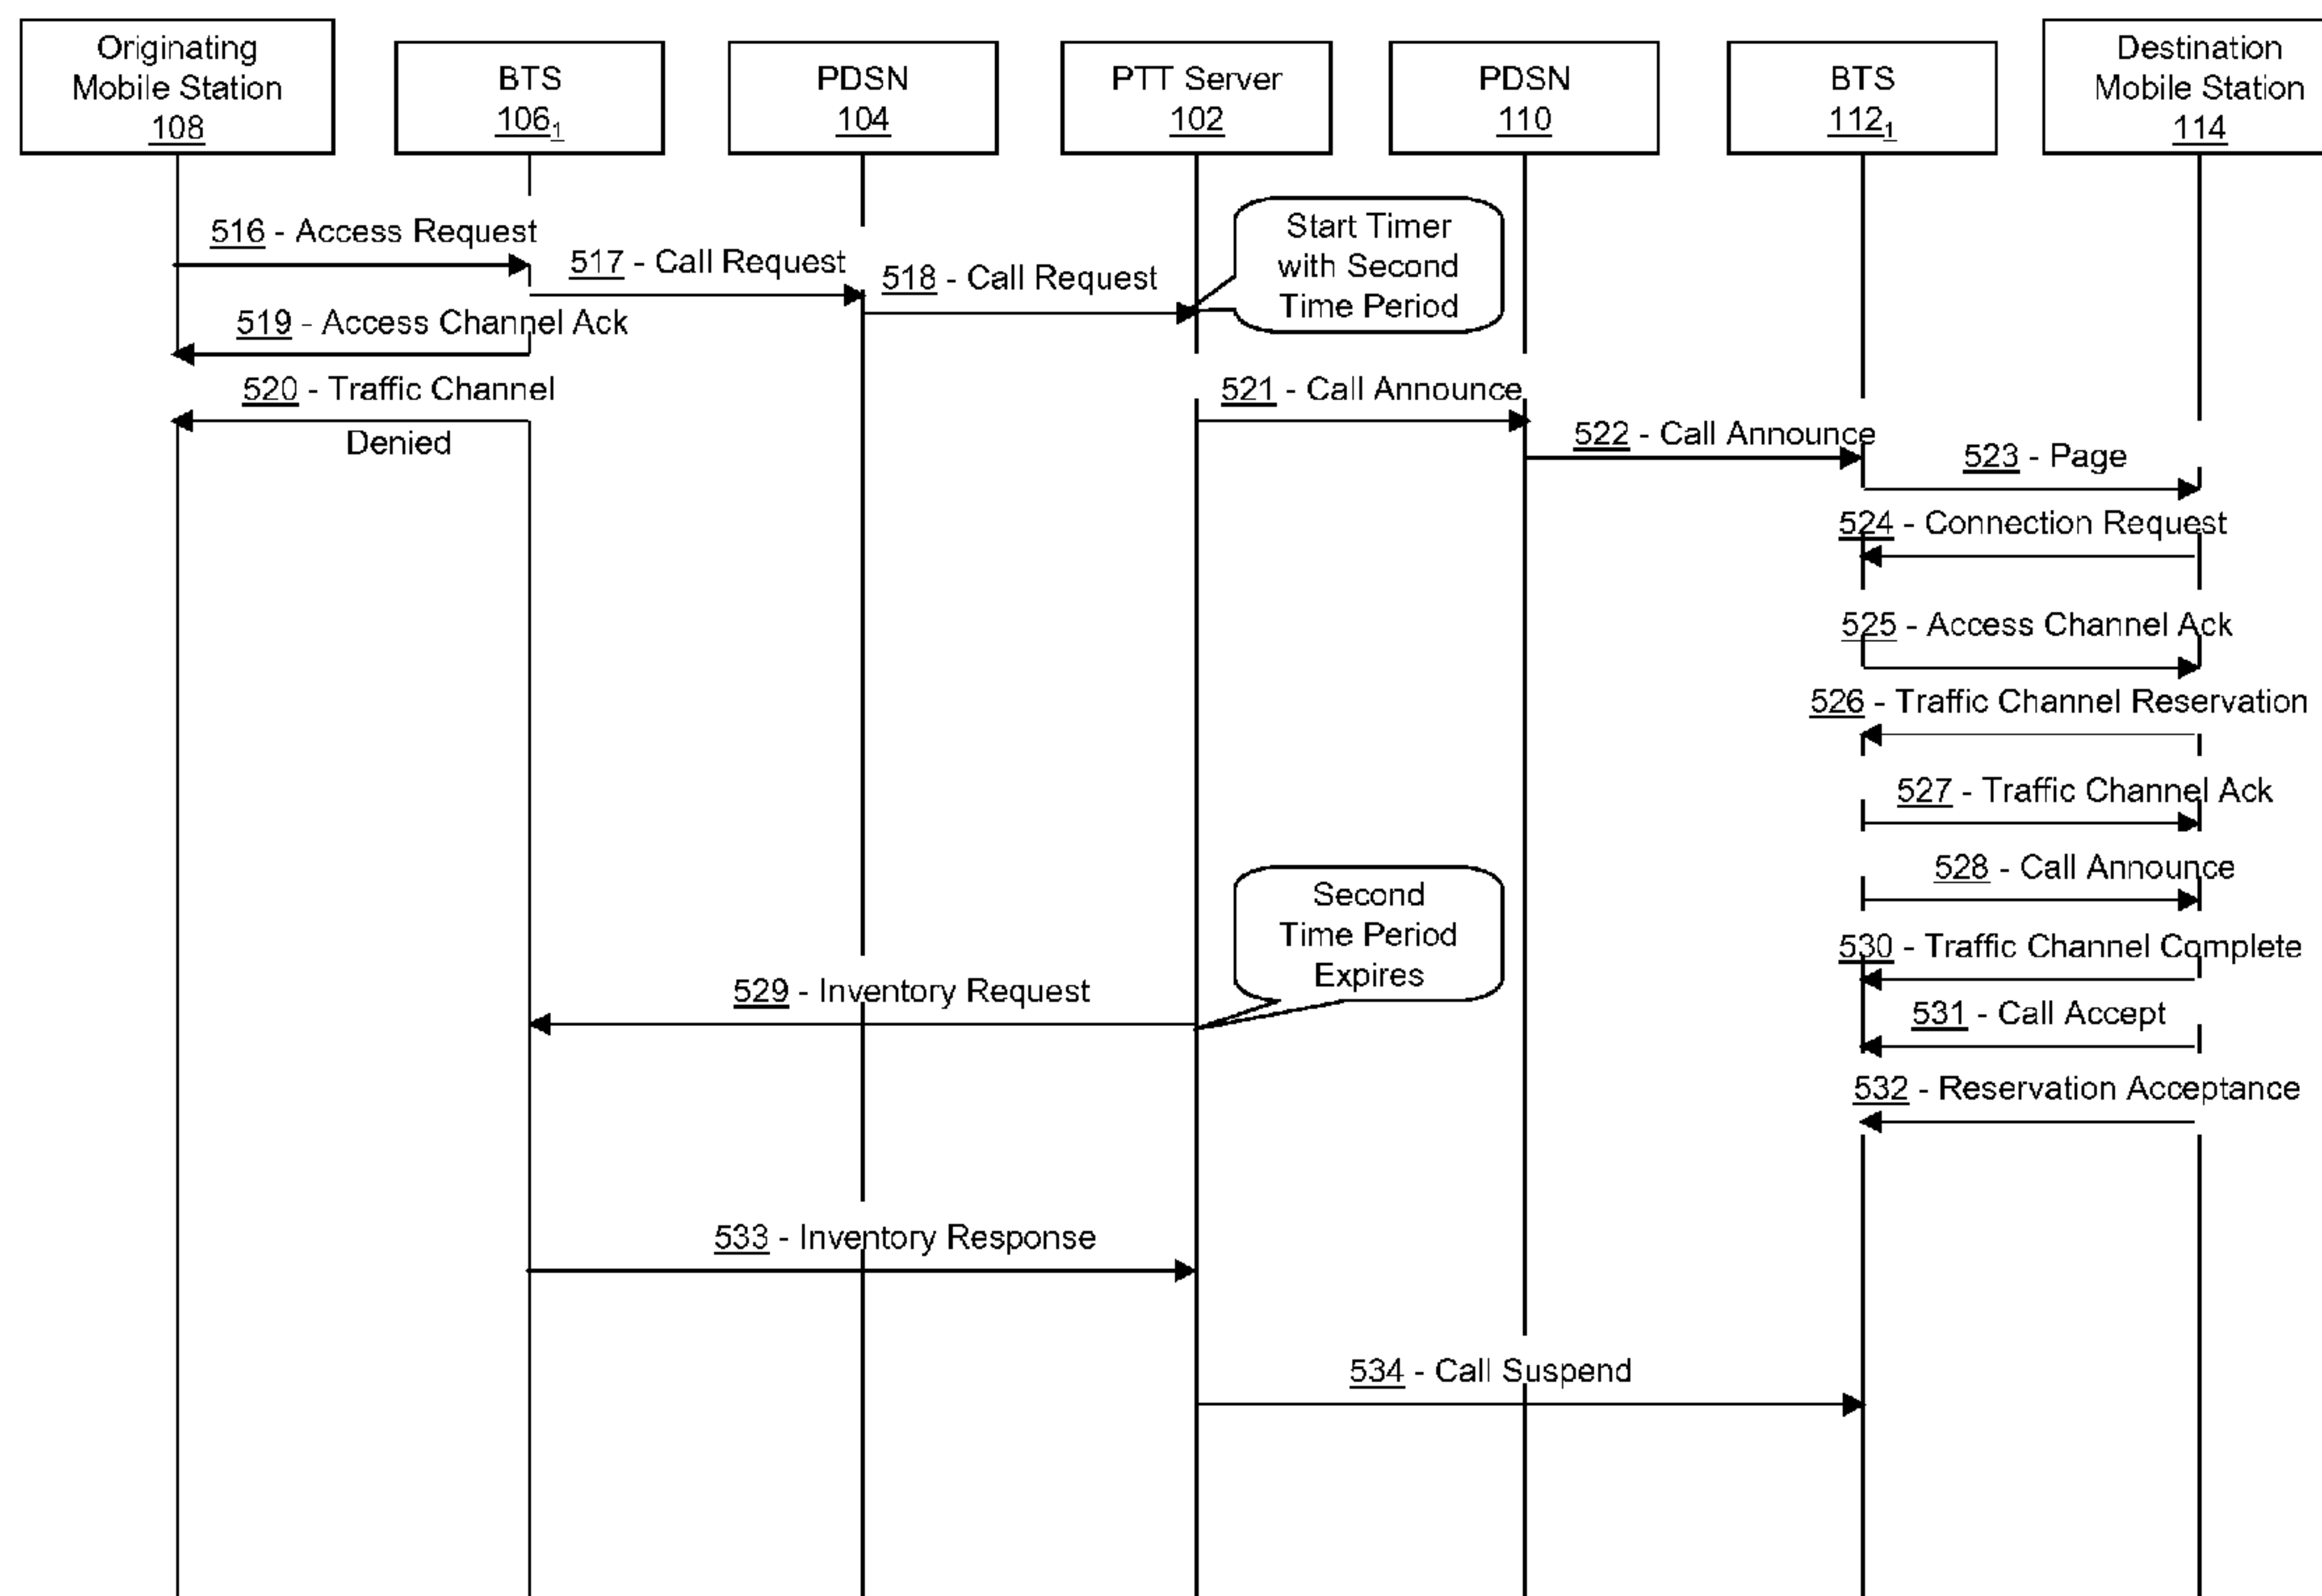 Originating
Mobile Station
108
BTS
106₁
PDSN
104
PTT Server
102
PDSN
110
BTS
112₁
Destination
Mobile Station
114
516 - Access Request
517 - Call Request
518 - Call Request
Start Timer
with Second
Time Period
519 - Access Channel Ack
520 - Traffic Channel
Denied
521 - Call Announce
522 - Call Announce
523 - Page
524 - Connection Request
525 - Access Channel Ack
526 - Traffic Channel Reservation
527 - Traffic Channel Ack
528 - Call Announce
Second
Time Period
Expires
530 - Traffic Channel Complete
529 - Inventory Request
531 - Call Accept
532 - Reservation Acceptance
533 - Inventory Response
534 - Call Suspend